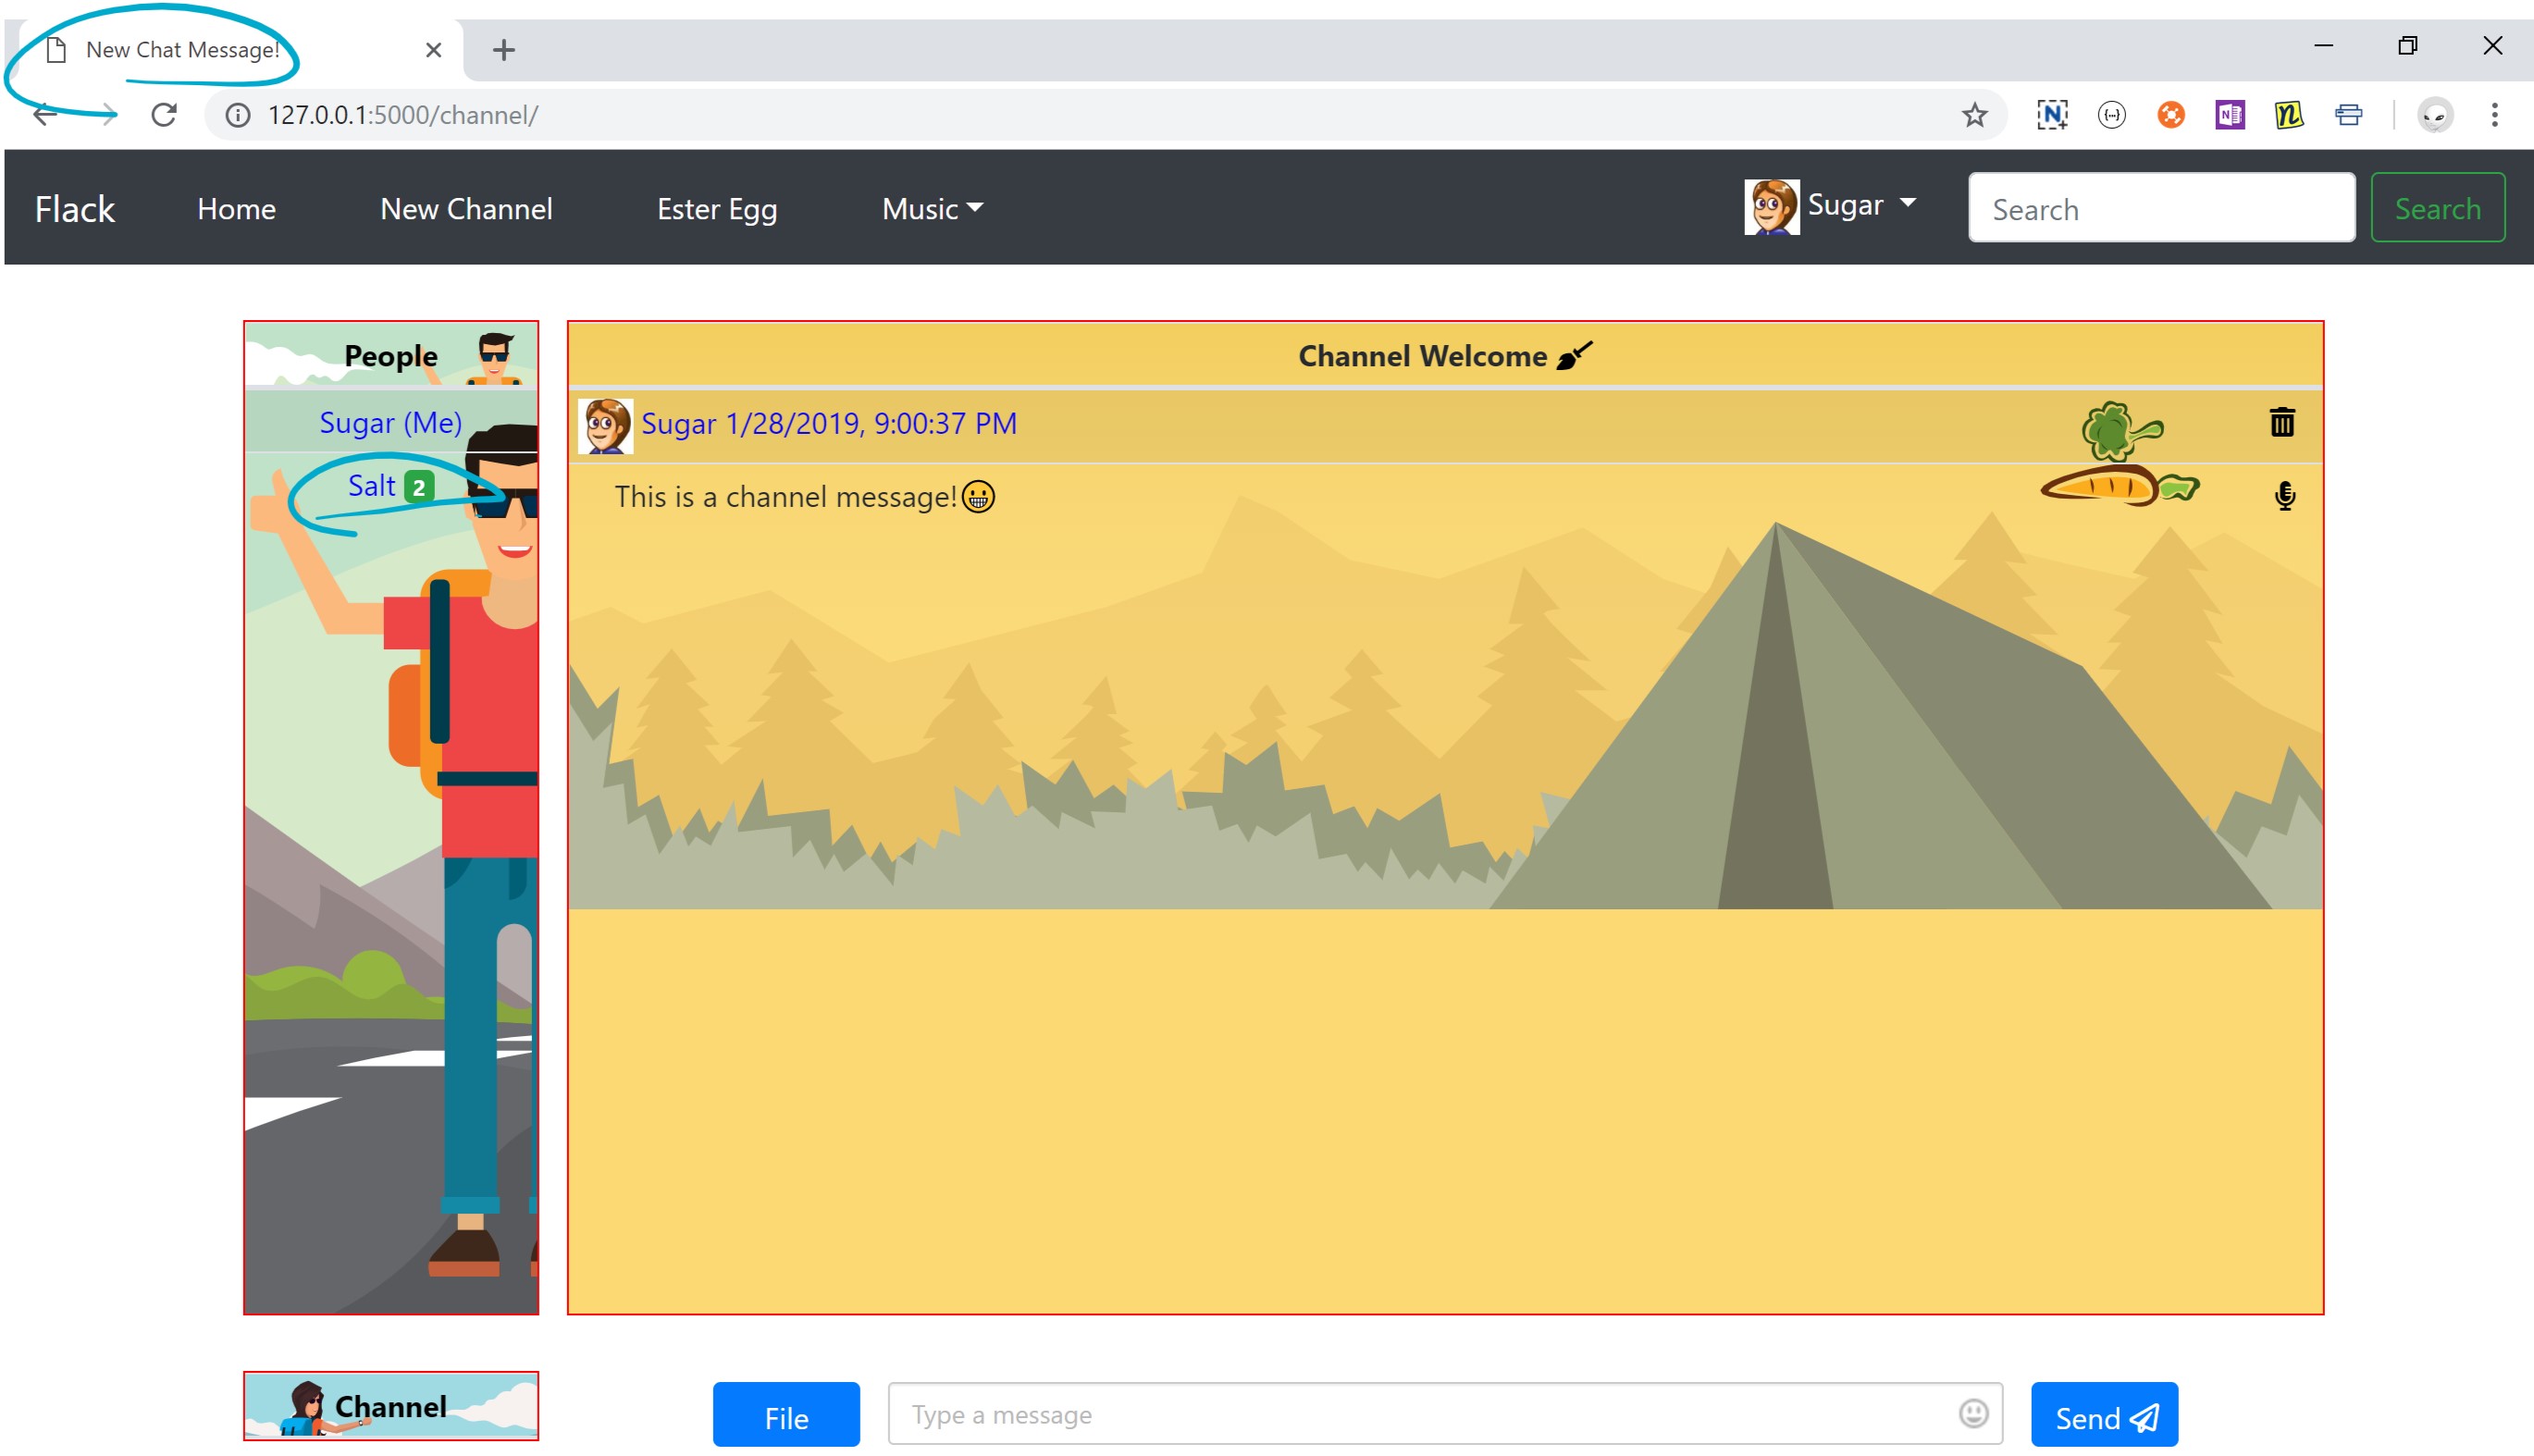 New Chat Message!
127.0.0.1:5000/channel/
Flack Home New Channel Ester Egg Music Sugar Search Search
People
Sugar (Me)
Salt 2
Channel Welcome
Sugar 1/28/2019, 9:00:37 PM
This is a channel message!😀
Channel
File Type a message Send